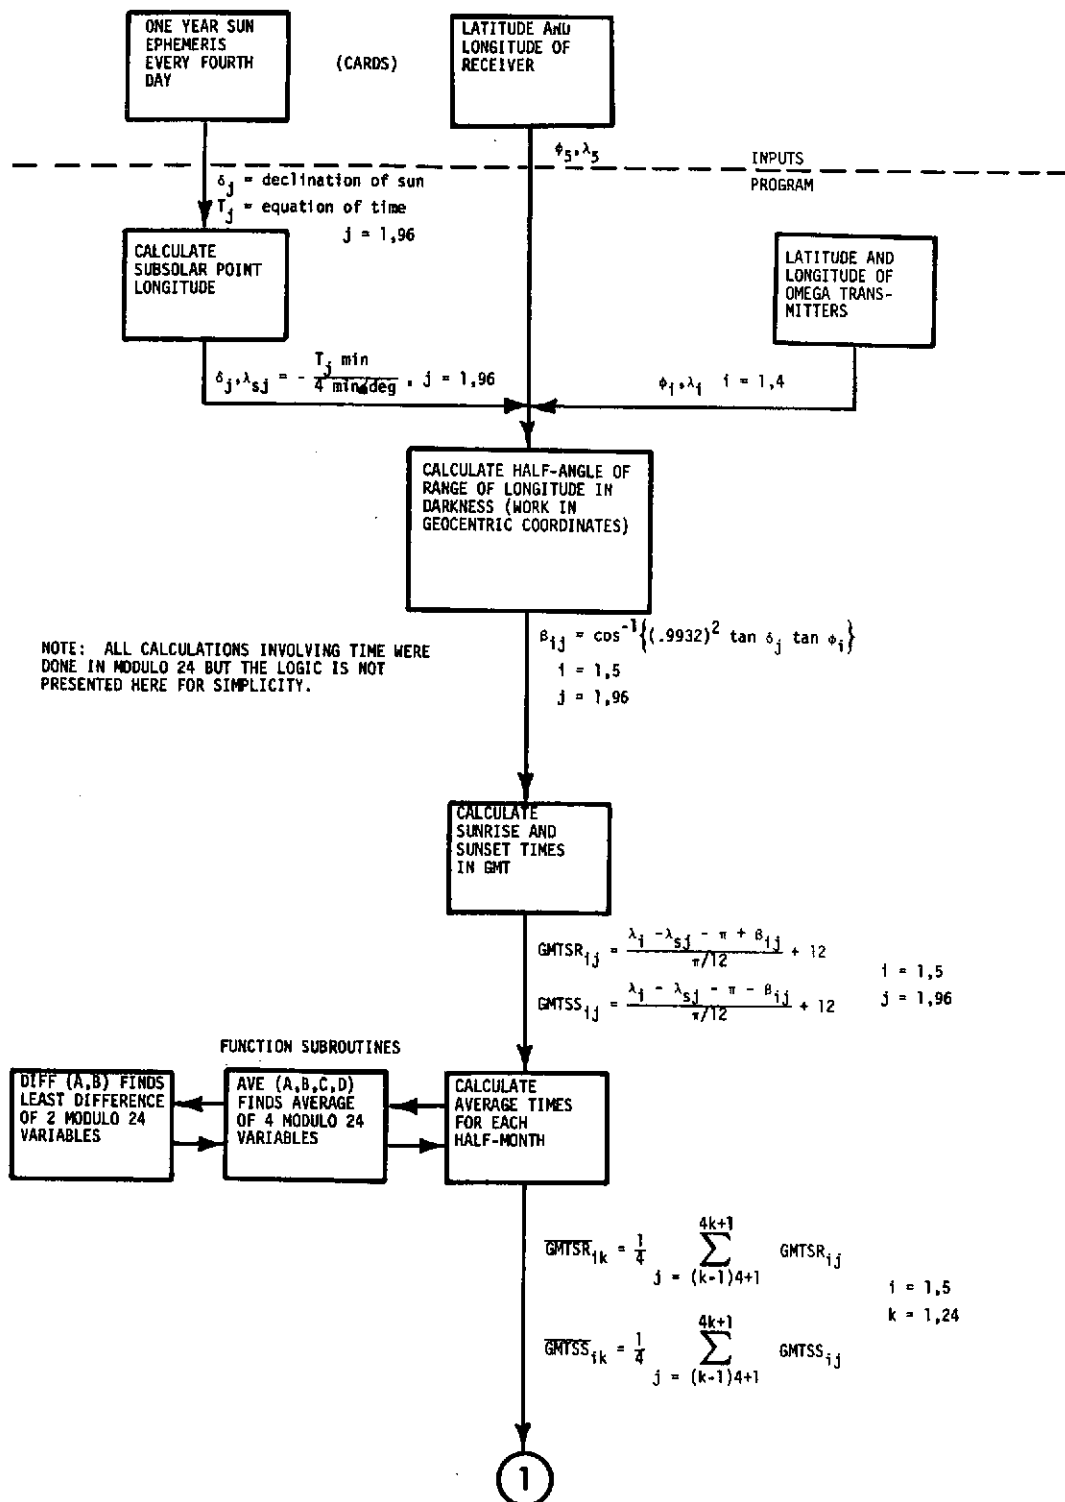 ONE YEAR SUN
EPHEMERIS
EVERY FOURTH
DAY
(CARDS)
LATITUDE AND
LONGITUDE OF
RECEIVER
ϕ₅,λ₅
INPUTS
PROGRAM
δⱼ = declination of sun
Tⱼ = equation of time
j = 1,96
CALCULATE
SUBSOLAR POINT
LONGITUDE
LATITUDE AND
LONGITUDE OF
OMEGA TRANS-
MITTERS
δⱼ,λₛⱼ = - Tⱼ min / 4 min/deg , j = 1,96
ϕᵢ,λᵢ i = 1,4
CALCULATE HALF-ANGLE OF
RANGE OF LONGITUDE IN
DARKNESS (WORK IN
GEOCENTRIC COORDINATES)
βᵢⱼ = cos⁻¹{(.9932)² tan δⱼ tan ϕᵢ}
i = 1,5
j = 1,96
NOTE: ALL CALCULATIONS INVOLVING TIME WERE
DONE IN MODULO 24 BUT THE LOGIC IS NOT
PRESENTED HERE FOR SIMPLICITY.
CALCULATE
SUNRISE AND
SUNSET TIMES
IN GMT
GMTSRᵢⱼ = (λᵢ - λₛⱼ - π + βᵢⱼ) / (π/12) + 12
GMTSSᵢⱼ = (λᵢ - λₛⱼ - π - βᵢⱼ) / (π/12) + 12
i = 1,5
j = 1,96
FUNCTION SUBROUTINES
DIFF (A,B) FINDS
LEAST DIFFERENCE
OF 2 MODULO 24
VARIABLES
AVE (A,B,C,D)
FINDS AVERAGE
OF 4 MODULO 24
VARIABLES
CALCULATE
AVERAGE TIMES
FOR EACH
HALF-MONTH
4k+1
G̅M̅T̅S̅R̅ᵢₖ = 1/4 ∑ GMTSRᵢⱼ
j = (k-1)4+1
i = 1,5
k = 1,24
4k+1
G̅M̅T̅S̅S̅ᵢₖ = 1/4 ∑ GMTSSᵢⱼ
j = (k-1)4+1
1